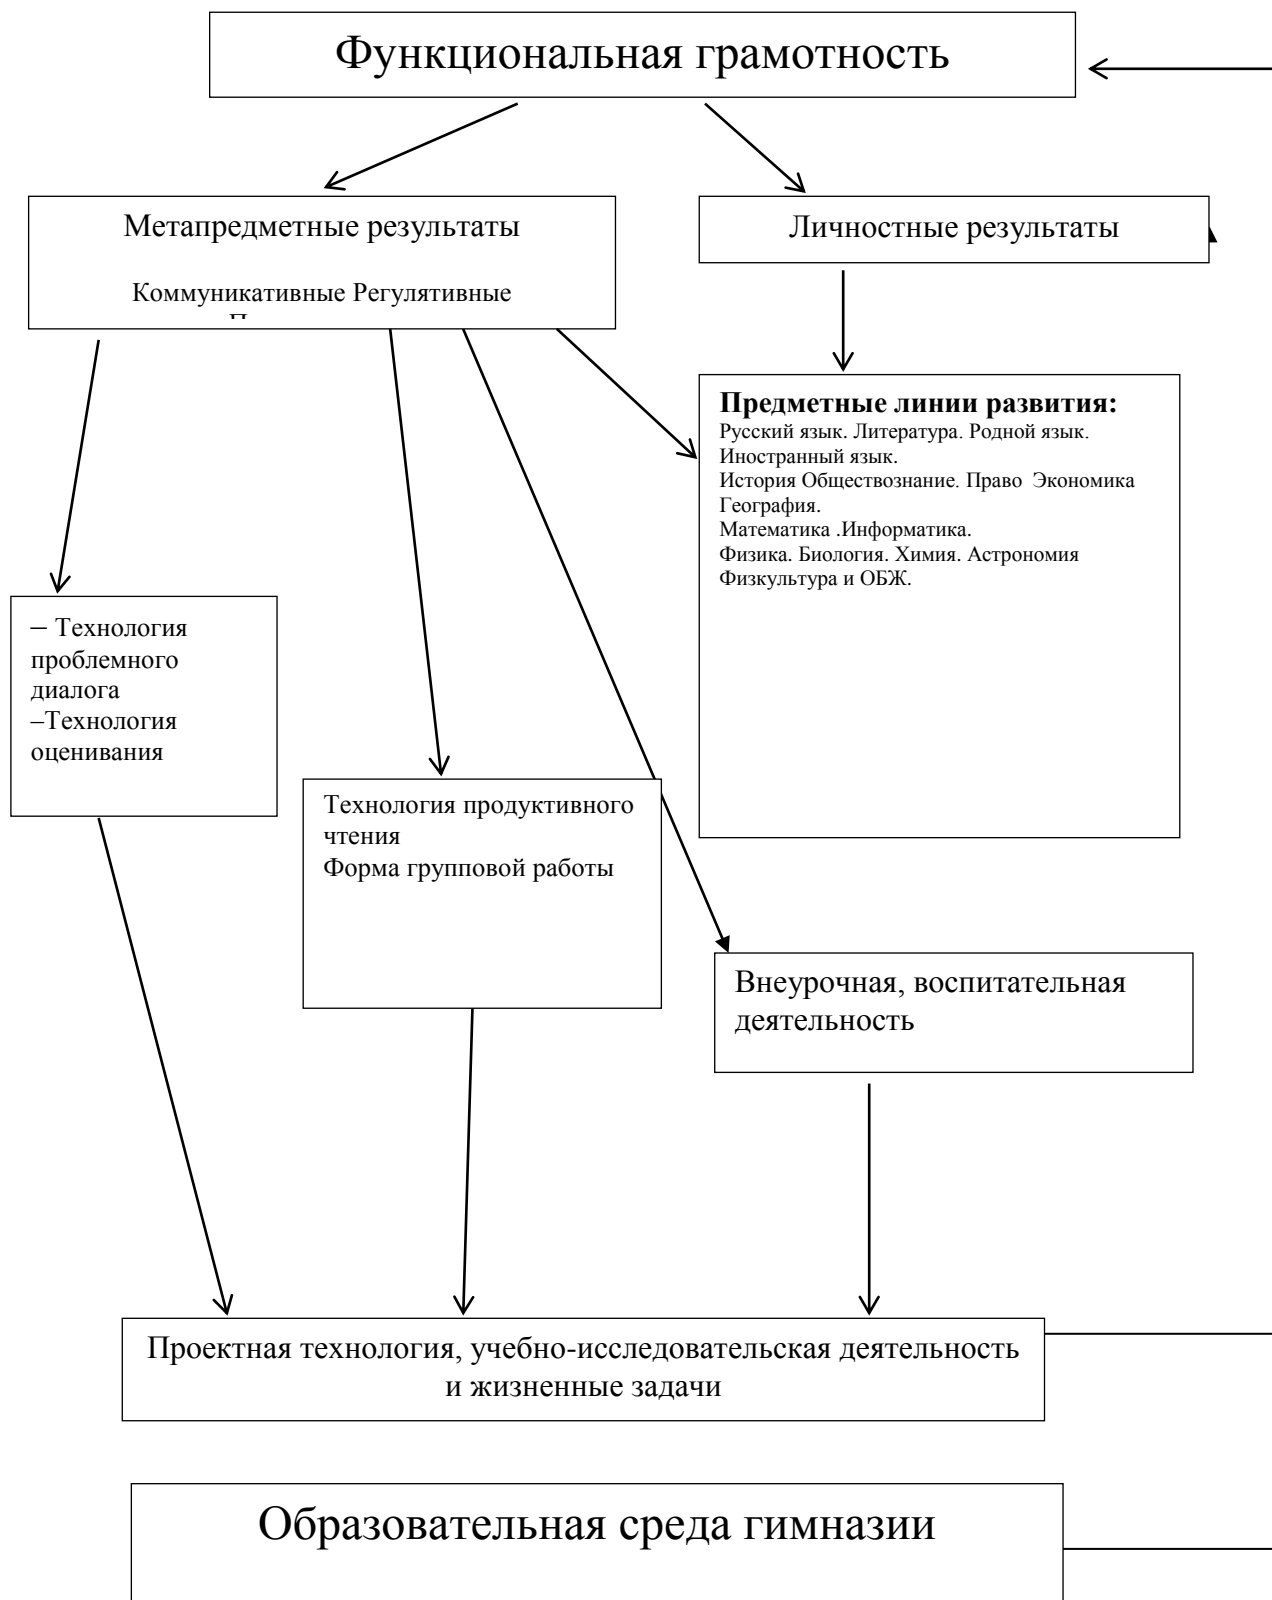 Функциональная грамотность
Метапредметные результаты
Коммуникативные Регулятивные
Личностные результаты
Предметные линии развития:
Русский язык. Литература. Родной язык.
Иностранный язык.
История Обществознание. Право  Экономика
География.
Математика .Информатика.
Физика. Биология. Химия. Астрономия
Физкультура и ОБЖ.
– Технология
проблемного
диалога
–Технология
оценивания
Технология продуктивного
чтения
Форма групповой работы
Внеурочная, воспитательная
деятельность
Проектная технология, учебно-исследовательская деятельность
и жизненные задачи
Образовательная среда гимназии